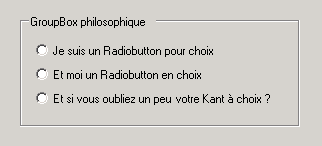 GroupBox philosophique
Je suis un Radiobutton pour choix
Et moi un Radiobutton en choix
Et si vous oubliez un peu votre Kant à choix ?